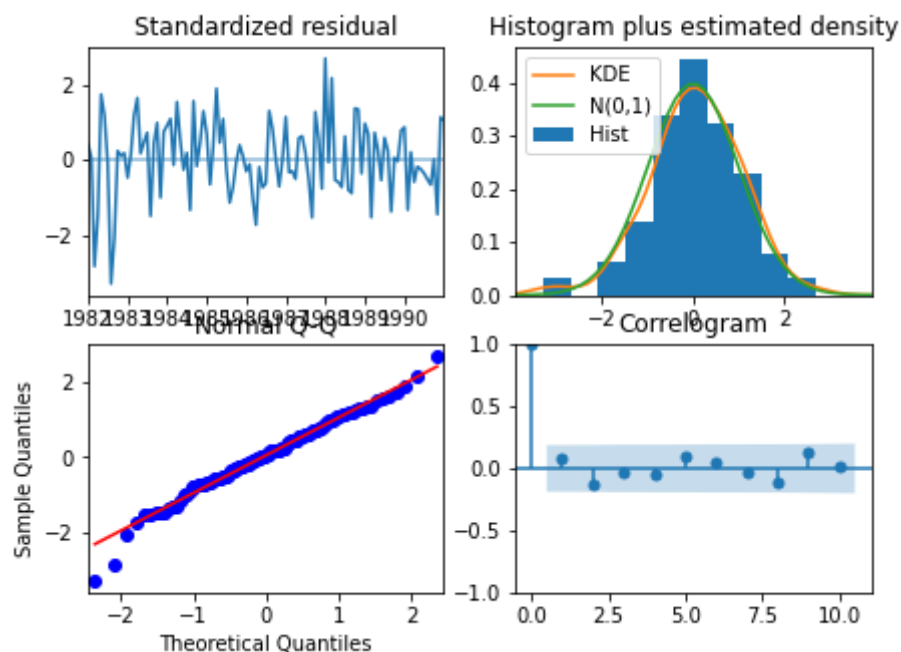 Standardized residual
2
0
−2
1982 1983 1984 1985 1986 1987 1988 1989 1990
Histogram plus estimated density
KDE
N(0,1)
Hist
0.4
0.3
0.2
0.1
0.0
−2 0 2
Normal Q-Q
Sample Quantiles
2
0
−2
−2 −1 0 1 2
Theoretical Quantiles
Correlogram
1.0
0.5
0.0
−0.5
−1.0
0.0 2.5 5.0 7.5 10.0